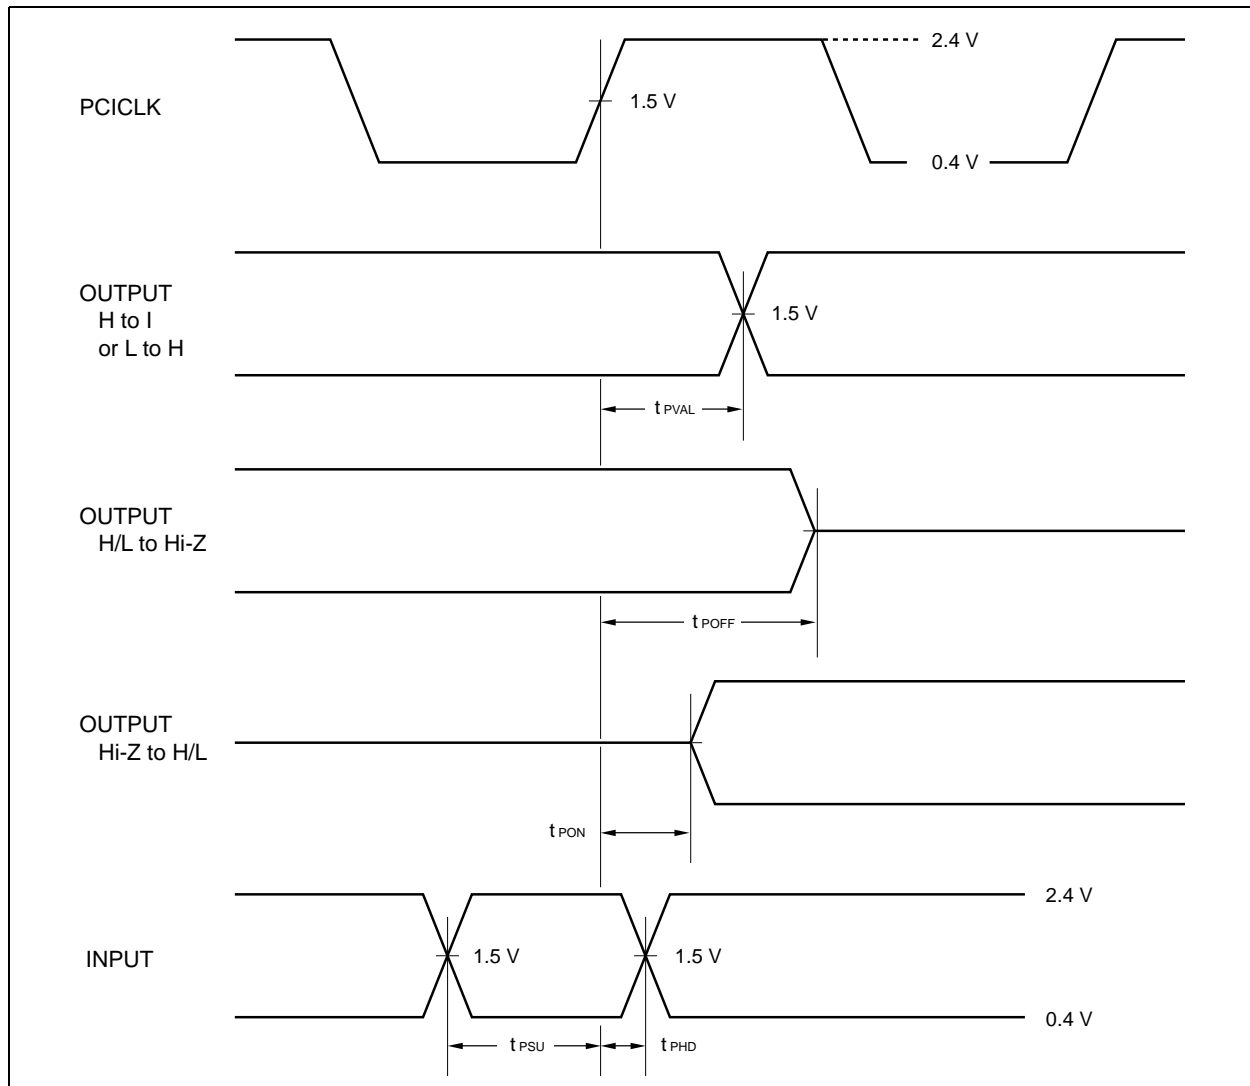 2.4 V
PCICLK
1.5 V
0.4 V
OUTPUT
H to I
or L to H
1.5 V
t PVAL
OUTPUT
H/L to Hi-Z
t POFF
OUTPUT
Hi-Z to H/L
t PON
2.4 V
INPUT
1.5 V
1.5 V
0.4 V
t PSU
t PHD